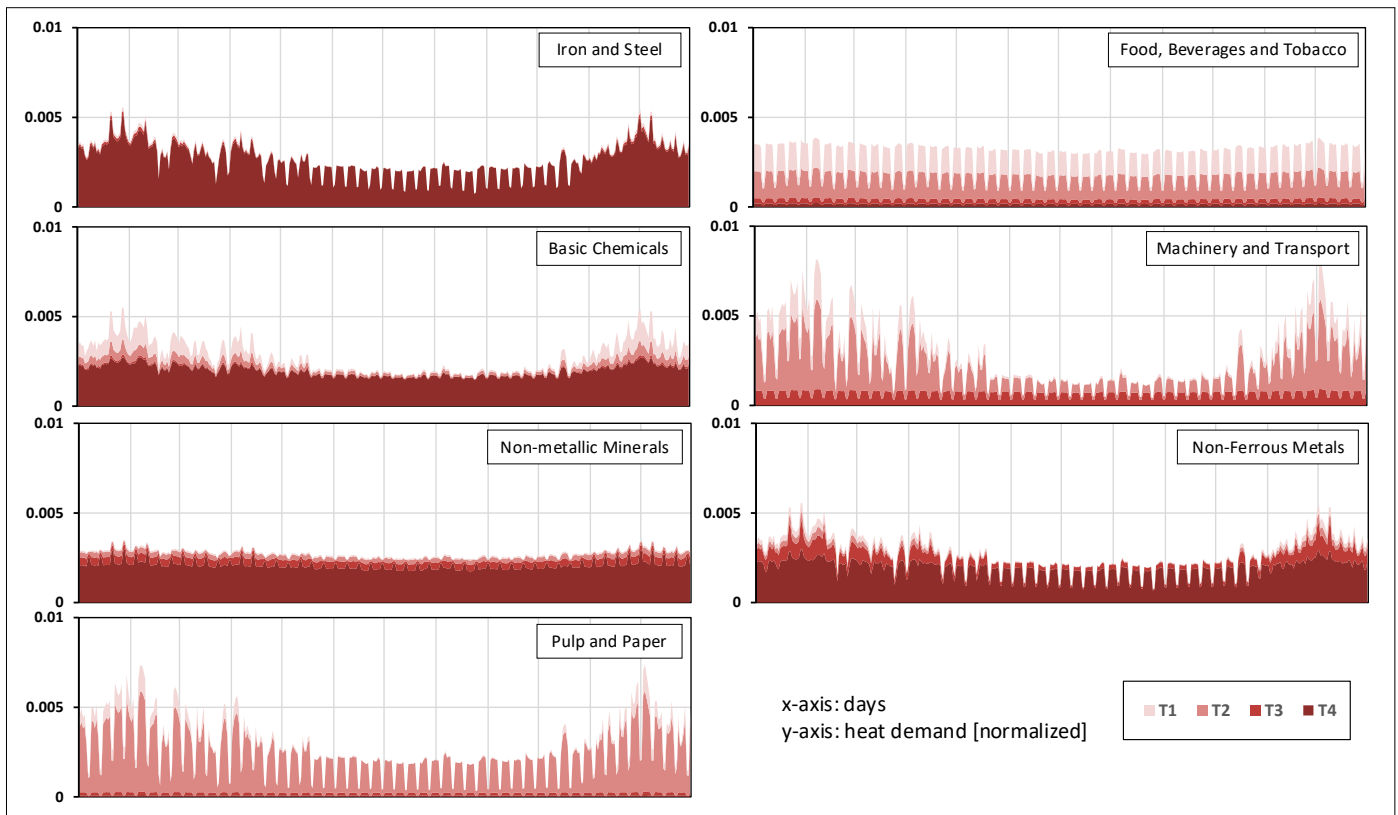 0.01
Iron and Steel
0.005
0
0.01
Food, Beverages and Tobacco
0.005
0
0.01
Basic Chemicals
0.005
0
0.01
Machinery and Transport
0.005
0
0.01
Non-metallic Minerals
0.005
0
0.01
Non-Ferrous Metals
0.005
0
0.01
Pulp and Paper
0.005
0
x-axis: days
y-axis: heat demand [normalized]
T1 T2 T3 T4